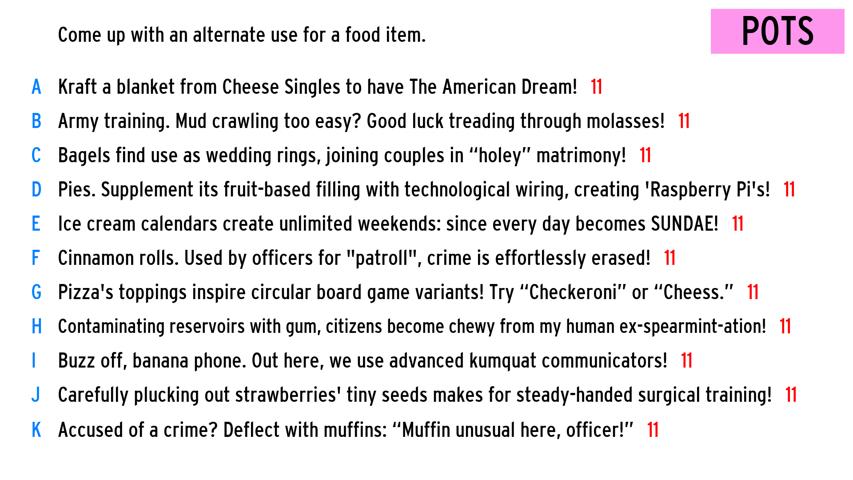 Come up with an alternate use for a food item.
POTS
A Kraft a blanket from Cheese Singles to have The American Dream! 11
B Army training. Mud crawling too easy? Good luck treading through molasses! 11
C Bagels find use as wedding rings, joining couples in “holey” matrimony! 11
D Pies. Supplement its fruit-based filling with technological wiring, creating 'Raspberry Pi's! 11
E Ice cream calendars create unlimited weekends: since every day becomes SUNDAE! 11
F Cinnamon rolls. Used by officers for "patroll", crime is effortlessly erased! 11
G Pizza's toppings inspire circular board game variants! Try “Checkeroni” or “Cheess.” 11
H Contaminating reservoirs with gum, citizens become chewy from my human ex-spearmint-ation! 11
I Buzz off, banana phone. Out here, we use advanced kumquat communicators! 11
J Carefully plucking out strawberries' tiny seeds makes for steady-handed surgical training! 11
K Accused of a crime? Deflect with muffins: “Muffin unusual here, officer!” 11